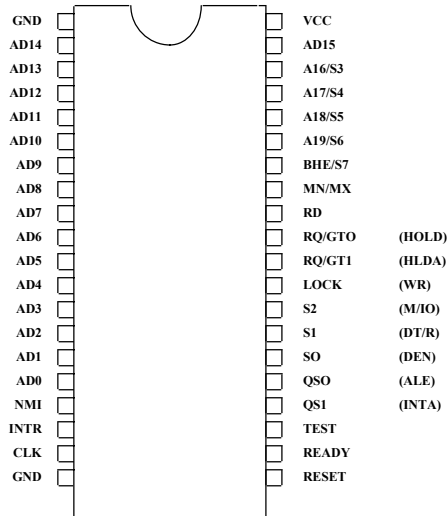 GND VCC
AD14 AD15
AD13 A16/S3
AD12 A17/S4
AD11 A18/S5
AD10 A19/S6
AD9 BHE/S7
AD8 MN/MX
AD7 RD
AD6 RQ/GTO (HOLD)
AD5 RQ/GT1 (HLDA)
AD4 LOCK (WR)
AD3 S2 (M/IO)
AD2 S1 (DT/R)
AD1 SO (DEN)
AD0 QSO (ALE)
NMI QS1 (INTA)
INTR TEST
CLK READY
GND RESET